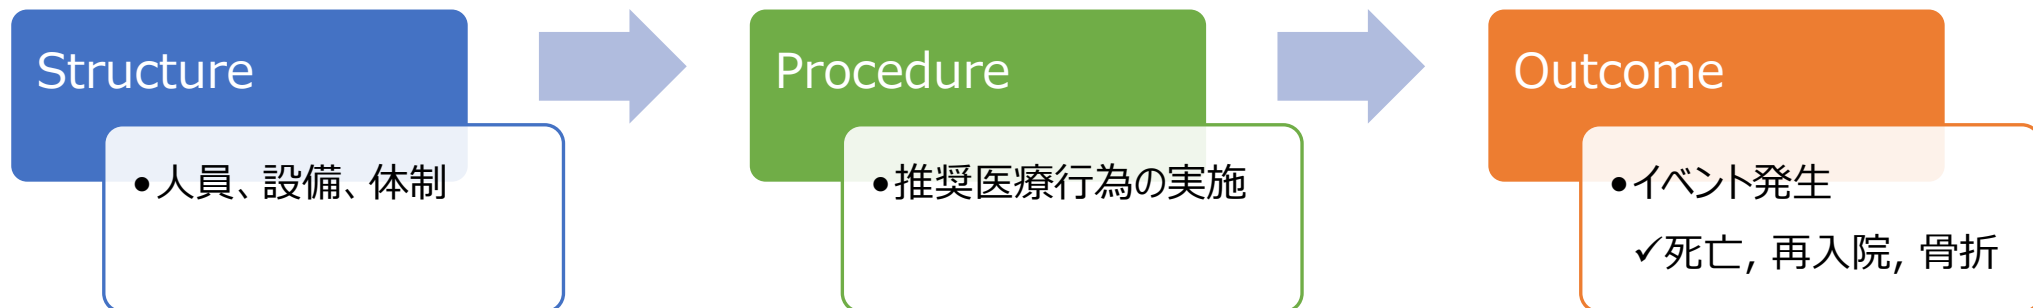 Structure
•人員、設備、体制
Procedure
•推奨医療行為の実施
Outcome
•イベント発生
✓死亡, 再入院, 骨折